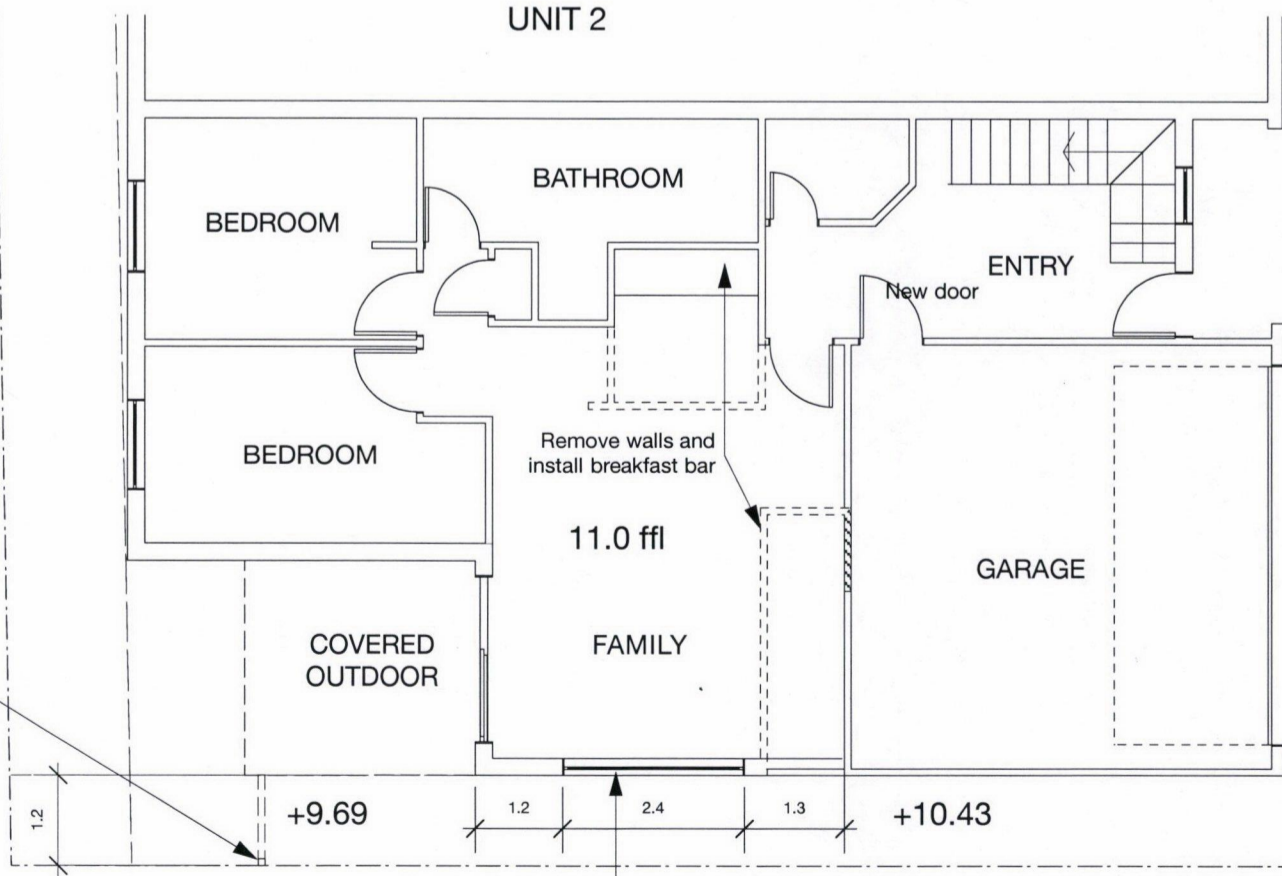 UNIT 2
BATHROOM
BEDROOM
ENTRY
New door
BEDROOM
Remove walls and
install breakfast bar
11.0 ffl
GARAGE
COVERED
OUTDOOR
FAMILY
1.2
+9.69
1.2
2.4
1.3
+10.43